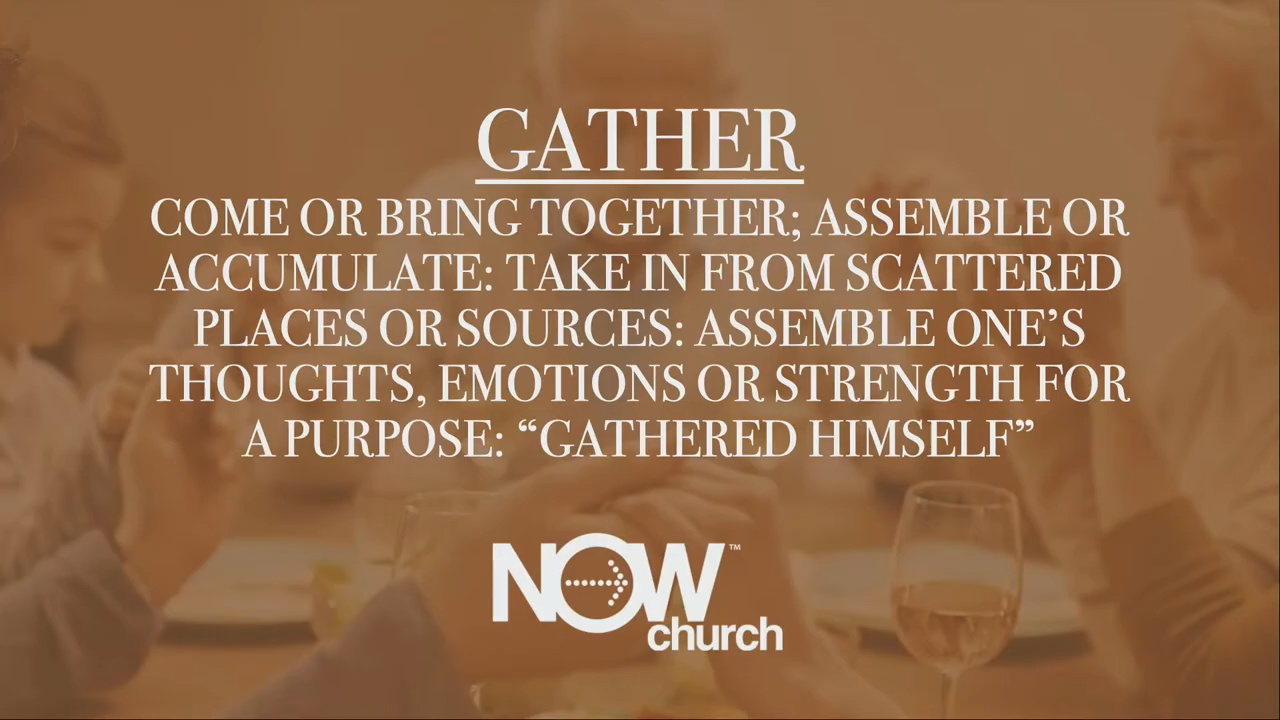 GATHER
COME OR BRING TOGETHER; ASSEMBLE OR
ACCUMULATE: TAKE IN FROM SCATTERED
PLACES OR SOURCES: ASSEMBLE ONE’S
THOUGHTS, EMOTIONS OR STRENGTH FOR
A PURPOSE: “GATHERED HIMSELF”
NOW™
church